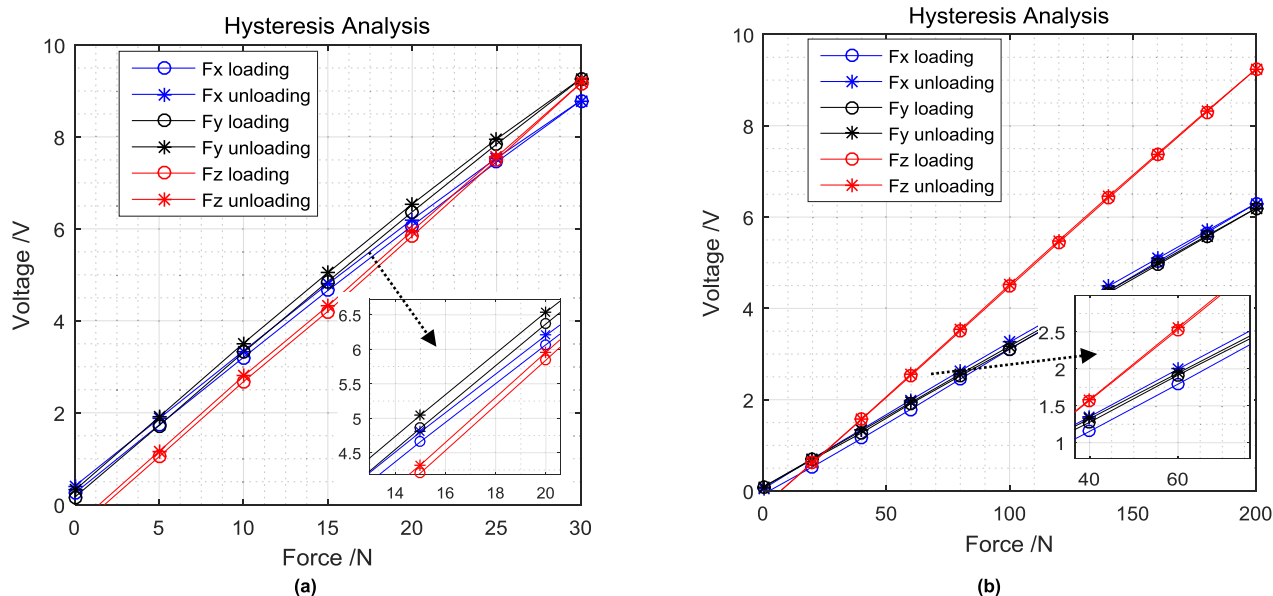 Hysteresis Analysis
10
8
6
4
2
0
Voltage /V
Fx loading
Fx unloading
Fy loading
Fy unloading
Fz loading
Fz unloading
6.5
6
5.5
5
4.5
14
16
18
20
0
5
10
15
20
25
30
Force /N
(a)
Hysteresis Analysis
10
8
6
4
2
0
Voltage /V
Fx loading
Fx unloading
Fy loading
Fy unloading
Fz loading
Fz unloading
2.5
2
1.5
1
40
60
0
50
100
150
200
Force /N
(b)